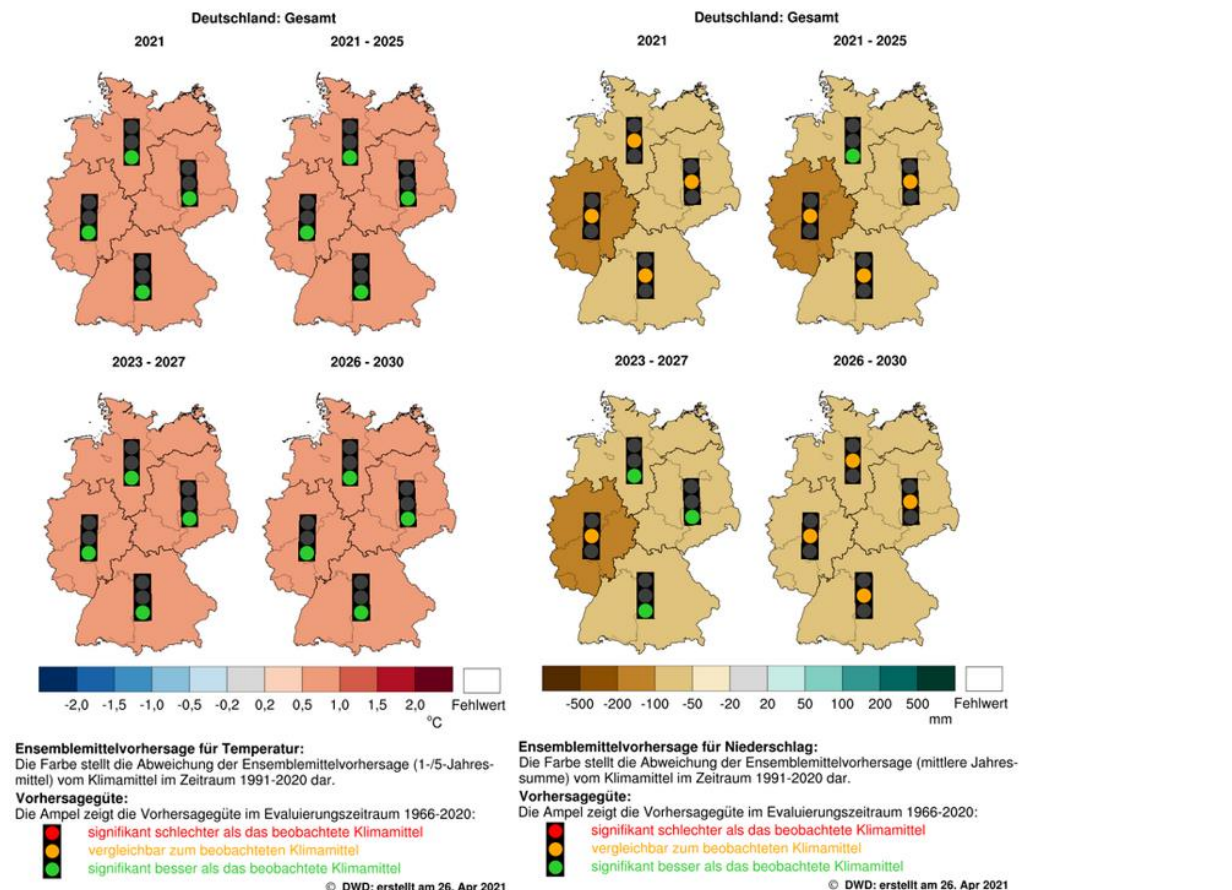 Deutschland: Gesamt
2021
2021 - 2025
2023 - 2027
2026 - 2030
-2,0 -1,5 -1,0 -0,5 -0,2 0,2 0,5 1,0 1,5 2,0 Fehlwert
°C
Ensemblemittelvorhersage für Temperatur:
Die Farbe stellt die Abweichung der Ensemblemittelvorhersage (1-/5-Jahres-
mittel) vom Klimamittel im Zeitraum 1991-2020 dar.
Vorhersagegüte:
Die Ampel zeigt die Vorhersagegüte im Evaluierungszeitraum 1966-2020:
signifikant schlechter als das beobachtete Klimamittel
vergleichbar zum beobachteten Klimamittel
signifikant besser als das beobachtete Klimamittel
© DWD: erstellt am 26. Apr 2021
Deutschland: Gesamt
2021
2021 - 2025
2023 - 2027
2026 - 2030
-500 -200 -100 -50 -20 20 50 100 200 500 Fehlwert
mm
Ensemblemittelvorhersage für Niederschlag:
Die Farbe stellt die Abweichung der Ensemblemittelvorhersage (mittlere Jahres-
summe) vom Klimamittel im Zeitraum 1991-2020 dar.
Vorhersagegüte:
Die Ampel zeigt die Vorhersagegüte im Evaluierungszeitraum 1966-2020:
signifikant schlechter als das beobachtete Klimamittel
vergleichbar zum beobachteten Klimamittel
signifikant besser als das beobachtete Klimamittel
© DWD: erstellt am 26. Apr 2021